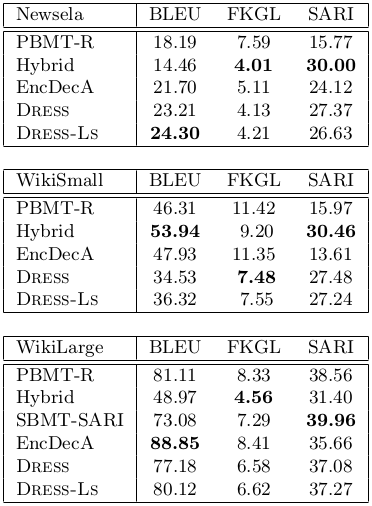 Newsela BLEU FKGL SARI
PBMT-R 18.19 7.59 15.77
Hybrid 14.46 4.01 30.00
EncDecA 21.70 5.11 24.12
DRESS 23.21 4.13 27.37
DRESS-LS 24.30 4.21 26.63
WikiSmall BLEU FKGL SARI
PBMT-R 46.31 11.42 15.97
Hybrid 53.94 9.20 30.46
EncDecA 47.93 11.35 13.61
DRESS 34.53 7.48 27.48
DRESS-LS 36.32 7.55 27.24
WikiLarge BLEU FKGL SARI
PBMT-R 81.11 8.33 38.56
Hybrid 48.97 4.56 31.40
SBMT-SARI 73.08 7.29 39.96
EncDecA 88.85 8.41 35.66
DRESS 77.18 6.58 37.08
DRESS-LS 80.12 6.62 37.27